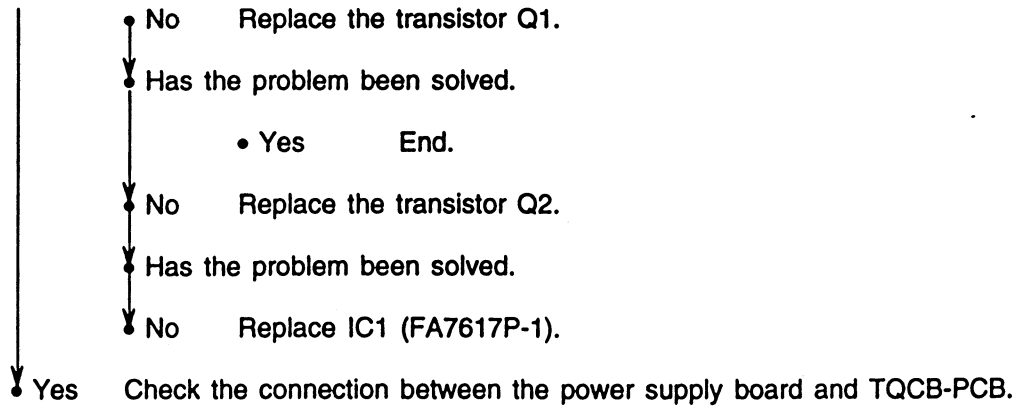 • No Replace the transistor Q1.
• Has the problem been solved.
• Yes End.
• No Replace the transistor Q2.
• Has the problem been solved.
• No Replace IC1 (FA7617P-1).
• Yes Check the connection between the power supply board and TQCB-PCB.